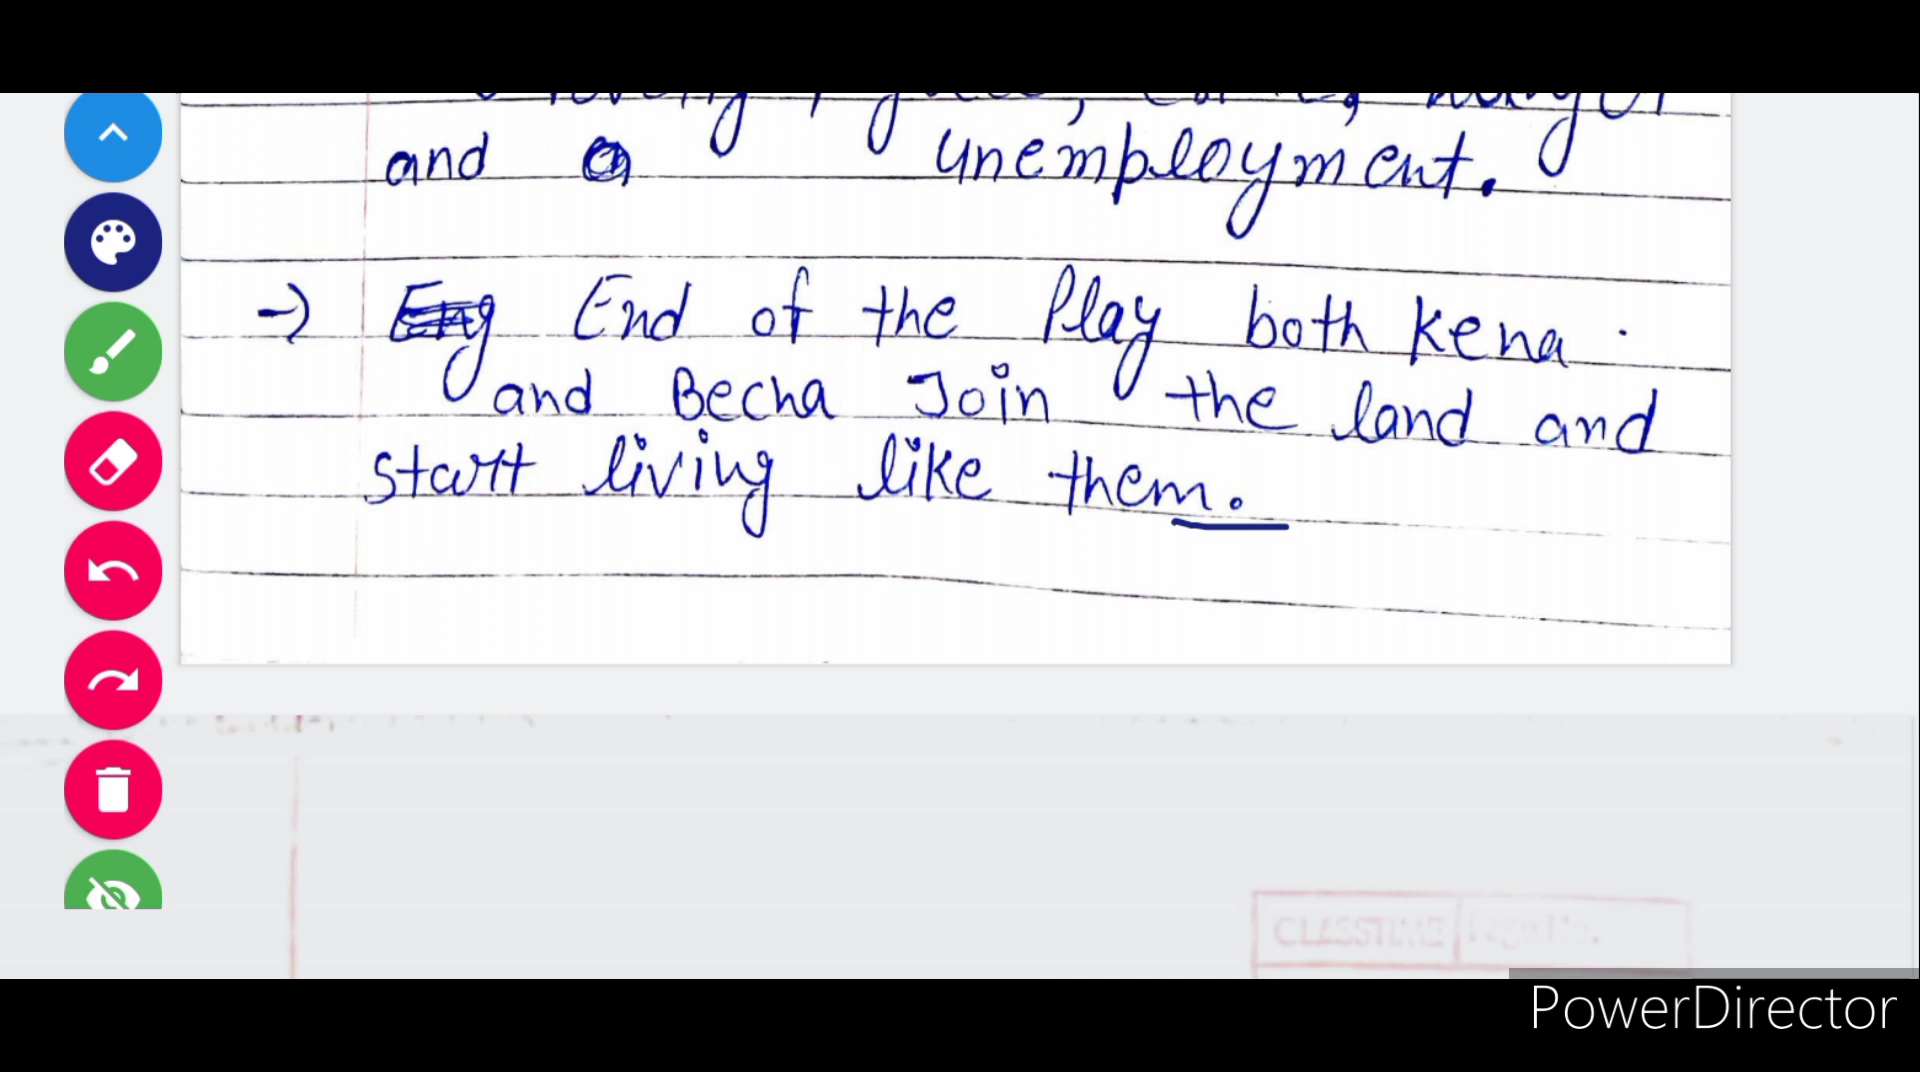 and unemployment.
→ End of the Play both Kena
and Becha Join the land and
start living like them.
CLASSTIME
PowerDirector